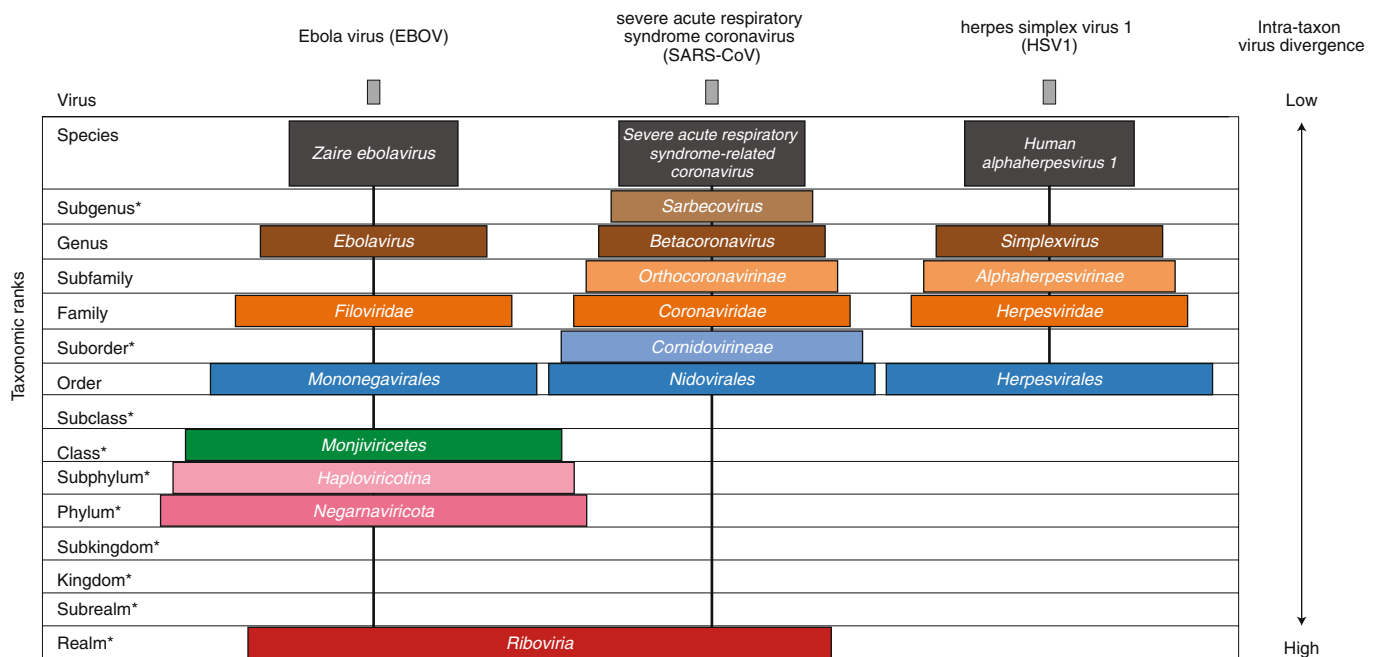 Ebola virus (EBOV)
severe acute respiratory
syndrome coronavirus
(SARS-CoV)
herpes simplex virus 1
(HSV1)
Intra-taxon
virus divergence
Virus
Low
Taxonomic ranks
Species
Zaire ebolavirus
Severe acute respiratory
syndrome-related
coronavirus
Human
alphaherpesvirus 1
Subgenus*
Sarbecovirus
Genus
Ebolavirus
Betacoronavirus
Simplexvirus
Subfamily
Orthocoronavirinae
Alphaherpesvirinae
Family
Filoviridae
Coronaviridae
Herpesviridae
Suborder*
Cornidovirineae
Order
Mononegavirales
Nidovirales
Herpesvirales
Subclass*
Class*
Monjiviricetes
Subphylum*
Haploviricotina
Phylum*
Negarnaviricota
Subkingdom*
Kingdom*
Subrealm*
Realm*
Riboviria
High